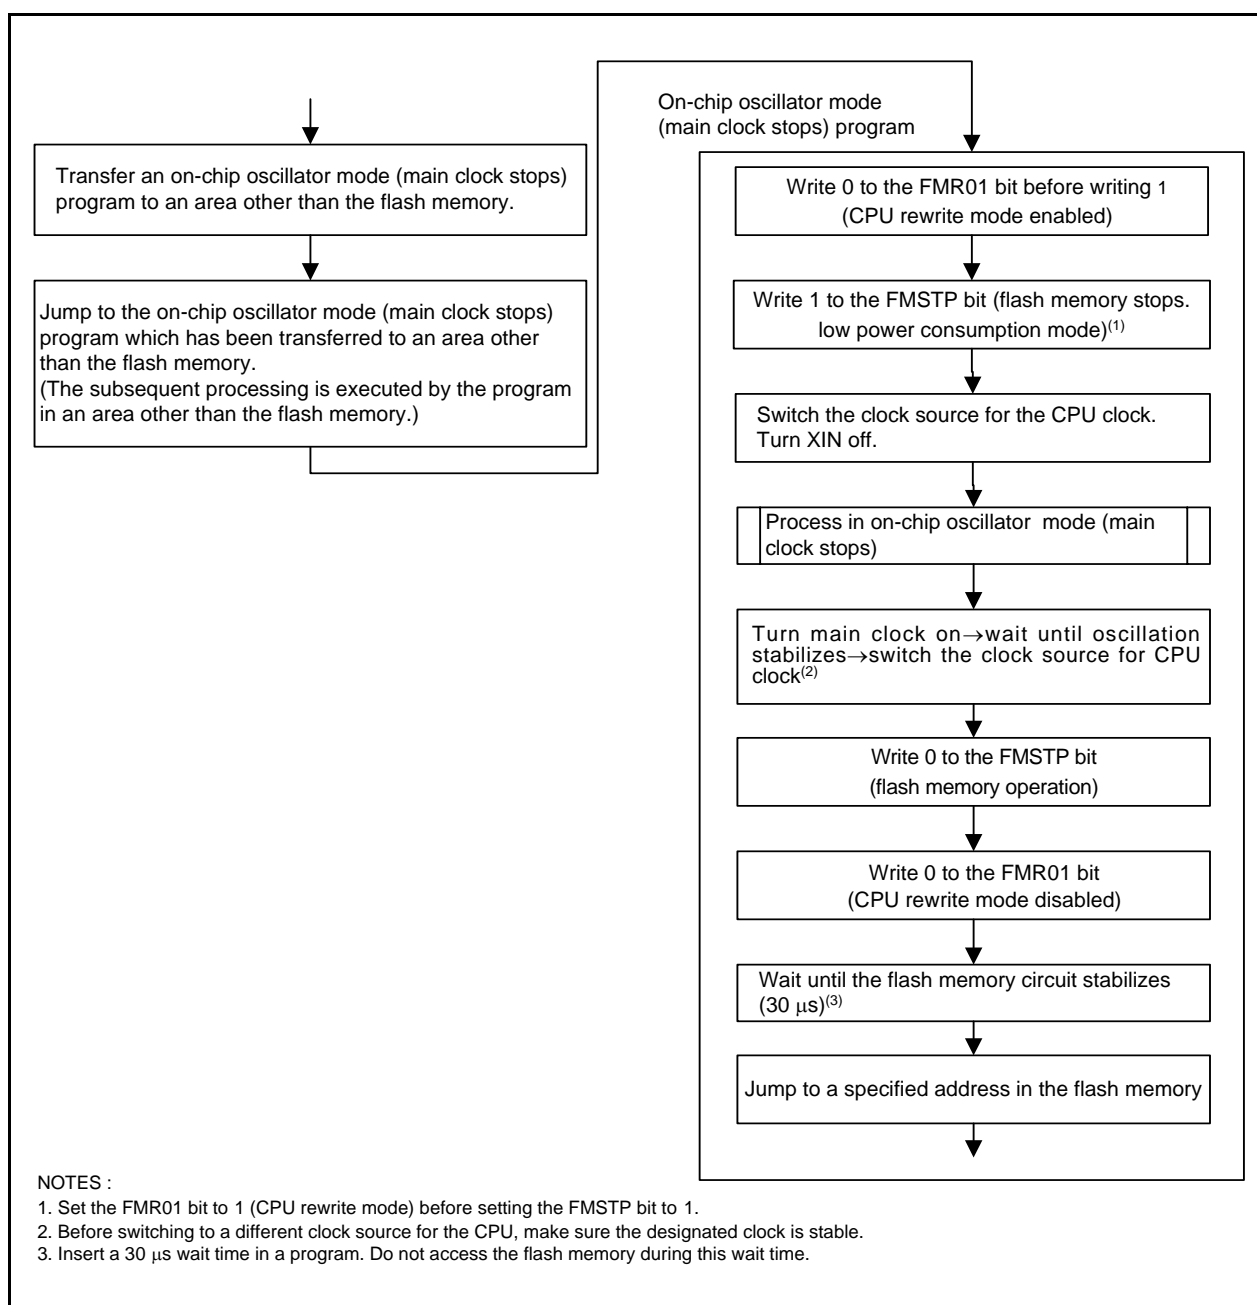 Transfer an on-chip oscillator mode (main clock stops)
program to an area other than the flash memory.
Jump to the on-chip oscillator mode (main clock stops)
program which has been transferred to an area other
than the flash memory.
(The subsequent processing is executed by the program
in an area other than the flash memory.)
On-chip oscillator mode
(main clock stops) program
Write 0 to the FMR01 bit before writing 1
(CPU rewrite mode enabled)
Write 1 to the FMSTP bit (flash memory stops.
low power consumption mode)(1)
Switch the clock source for the CPU clock.
Turn XIN off.
Process in on-chip oscillator mode (main
clock stops)
Turn main clock on→wait until oscillation
stabilizes→switch the clock source for CPU
clock(2)
Write 0 to the FMSTP bit
(flash memory operation)
Write 0 to the FMR01 bit
(CPU rewrite mode disabled)
Wait until the flash memory circuit stabilizes
(30 μs)(3)
Jump to a specified address in the flash memory
NOTES :
1. Set the FMR01 bit to 1 (CPU rewrite mode) before setting the FMSTP bit to 1.
2. Before switching to a different clock source for the CPU, make sure the designated clock is stable.
3. Insert a 30 μs wait time in a program. Do not access the flash memory during this wait time.